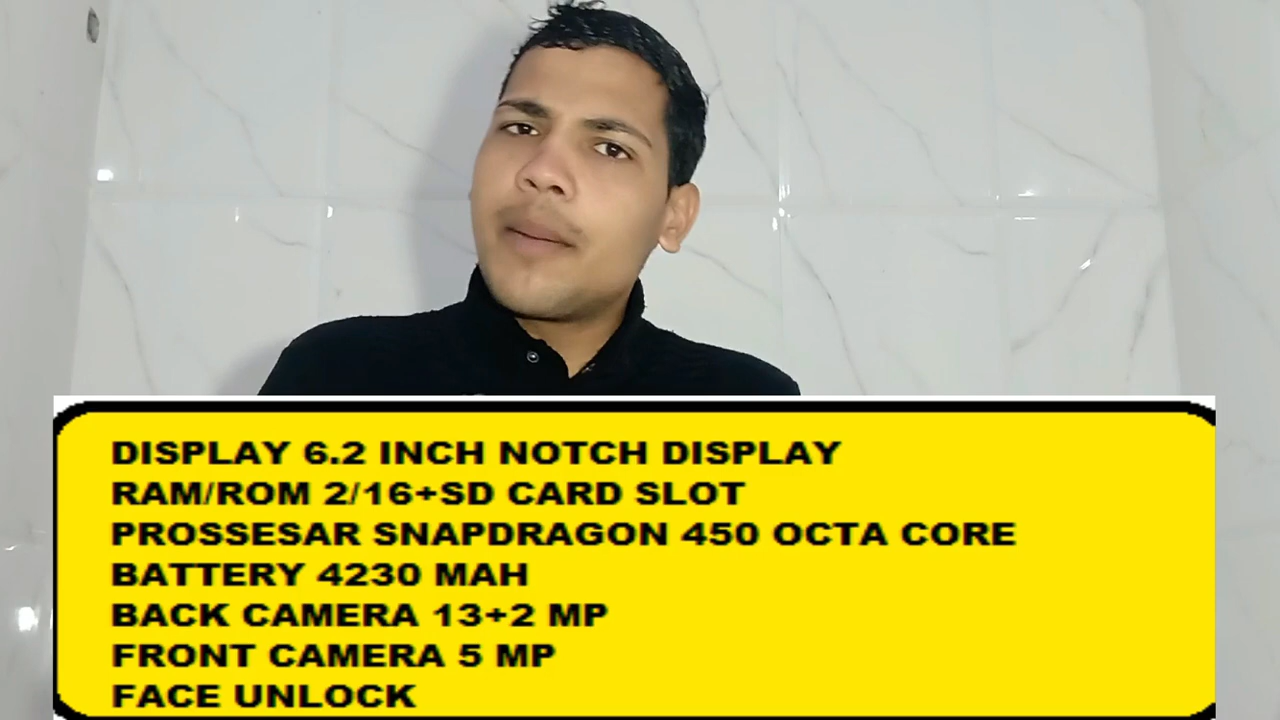 DISPLAY 6.2 INCH NOTCH DISPLAY
RAM/ROM 2/16+SD CARD SLOT
PROSSESAR SNAPDRAGON 450 OCTA CORE
BATTERY 4230 MAH
BACK CAMERA 13+2 MP
FRONT CAMERA 5 MP
FACE UNLOCK